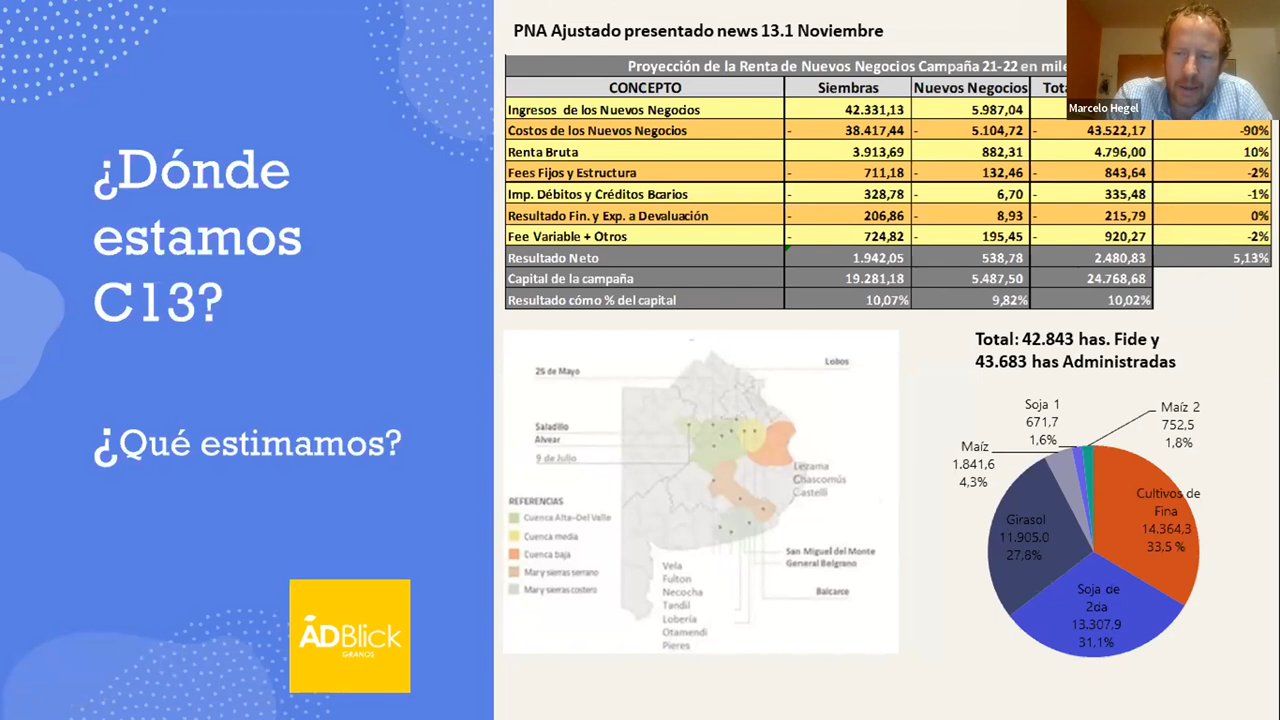 ¿Dónde
estamos
C13?
¿Qué estimamos?
ADBlick
GRANOS
PNA Ajustado presentado news 13.1 Noviembre
Proyección de la Renta de Nuevos Negocios Campaña 21-22 en
CONCEPTO Siembras Nuevos Negocios
Ingresos de los Nuevos Negocios 42.331,13 5.987,04
Costos de los Nuevos Negocios - 38.417,44 - 5.104,72 - 43.522,17 -90%
Renta Bruta 3.913,69 882,31 4.796,00 10%
Fees Fijos y Estructura - 711,18 - 132,46 - 843,64 -2%
Imp. Débitos y Créditos Bcarios - 328,78 - 6,70 - 335,48 -1%
Resultado Fin. y Exp. a Devaluación - 206,86 - 8,93 - 215,79 0%
Fee Variable + Otros - 724,82 - 195,45 - 920,27 -2%
Resultado Neto 1.942,05 538,78 2.480,83 5,13%
Capital de la campaña 19.281,18 5.487,50 24.768,68
Resultado cómo % del capital 10,07% 9,82% 10,02%
Marcelo Hegel
25 de Mayo
Lobos
Saladillo
Alvear
9 de Julio
Lezama
Chascomús
Castelli
REFERENCIAS
Cuenca Alta-Del Valle
Cuenca media
Cuenca baja
Mar y sierras serrano
Mar y sierras costero
San Miguel del Monte
General Belgrano
Balcarce
Vela
Fulton
Necocha
Tandil
Lobería
Otamendi
Pieres
Total: 42.843 has. Fide y
43.683 has Administradas
Soja 1
671,7
1,6%
Maíz 2
752,5
1,8%
Maíz
1.841,6
4,3%
Cultivos de
Fina
14.364,3
33,5 %
Girasol
11.905,0
27,8%
Soja de
2da
13.307,9
31,1%